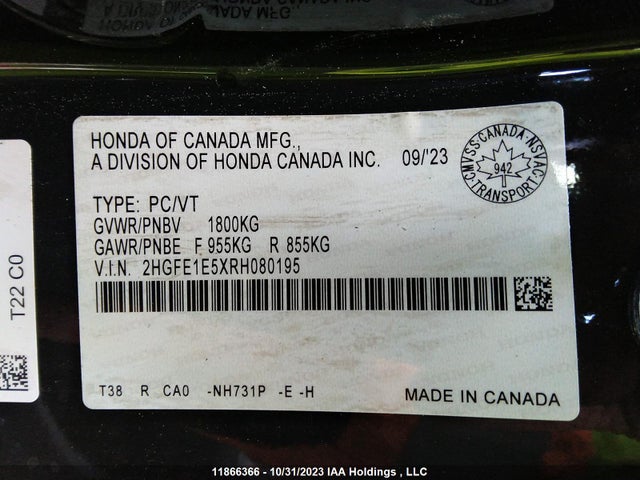 HONDA OF CANADA MFG.,
A DIVISION OF HONDA CANADA INC. 09/'23
CMVSS-CANADA-NSVAC
942
TRANSPORT
TYPE: PC/VT
GVWR/PNBV 1800KG
GAWR/PNBE F 955KG R 855KG
V.I.N. 2HGFE1E5XRH080195
T38 R CA0 -NH731P -E -H
MADE IN CANADA
T22 C0
11866366 - 10/31/2023 IAA Holdings , LLC